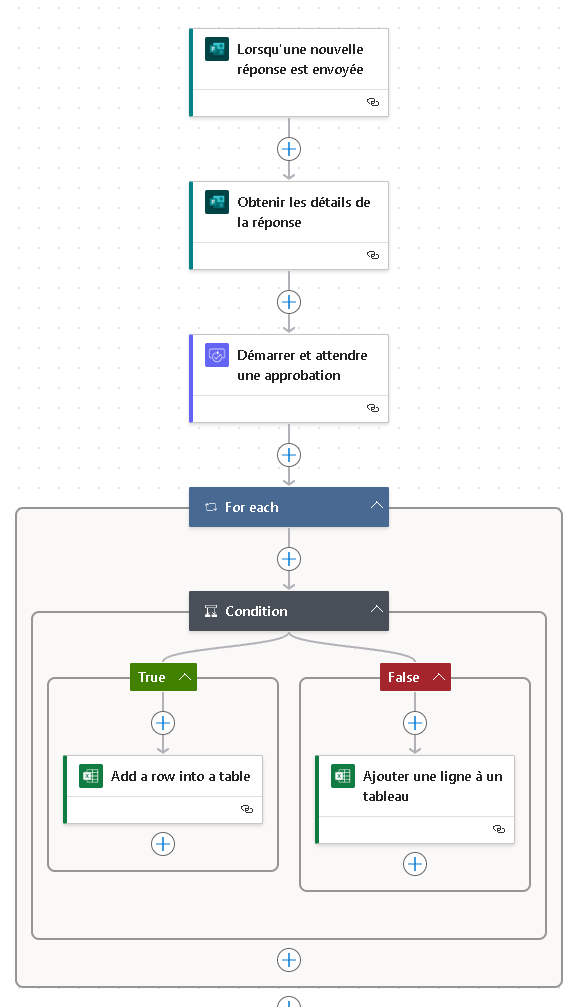 Lorsqu'une nouvelle
réponse est envoyée
Obtenir les détails de
la réponse
Démarrer et attendre
une approbation
For each
Condition
True
False
Add a row into a table
Ajouter une ligne à un
tableau